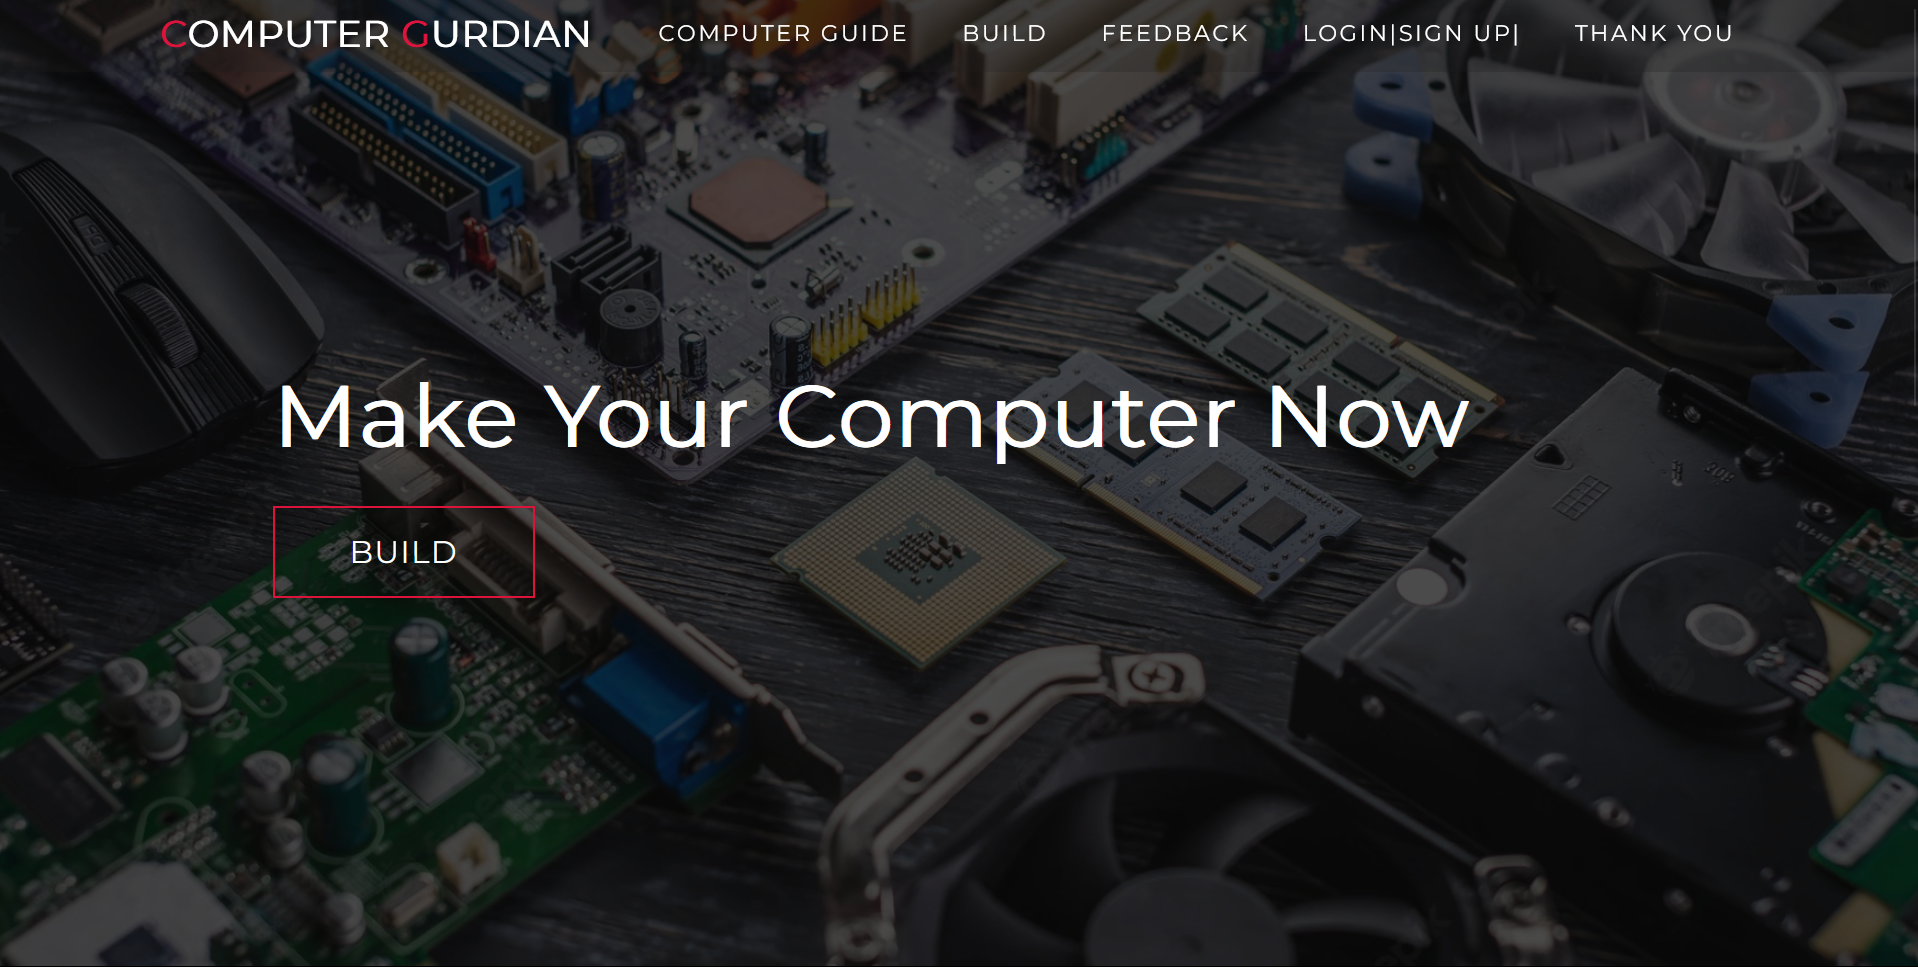 COMPUTER GURDIAN
COMPUTER GUIDE
BUILD
FEEDBACK
LOGIN|SIGN UP|
THANK YOU
Make Your Computer Now
BUILD